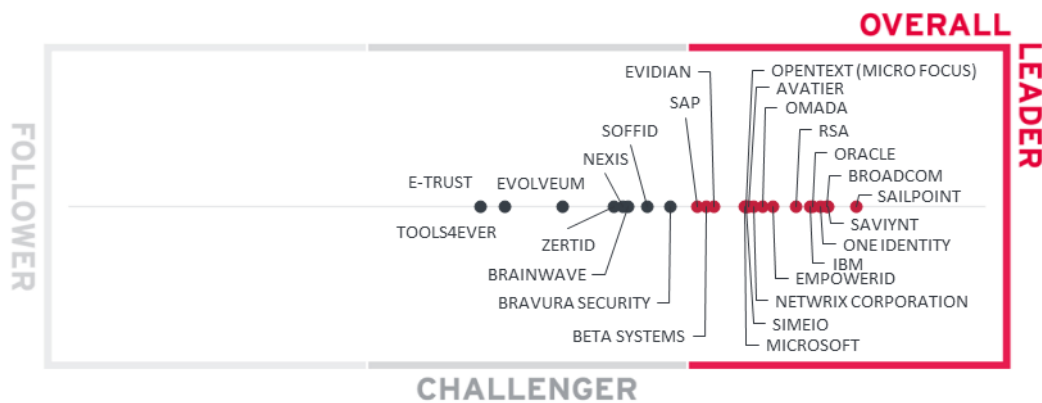 OVERALL
LEADER
FOLLOWER
CHALLENGER
EVIDIAN
OPENTEXT (MICRO FOCUS)
AVATIER
SAP
OMADA
SOFFID
RSA
NEXIS
ORACLE
E-TRUST
EVOLVEUM
BROADCOM
SAILPOINT
TOOLS4EVER
SAVIYNT
ZERTID
ONE IDENTITY
BRAINWAVE
IBM
EMPOWERID
BRAVURA SECURITY
NETWRIX CORPORATION
BETA SYSTEMS
SIMEIO
MICROSOFT